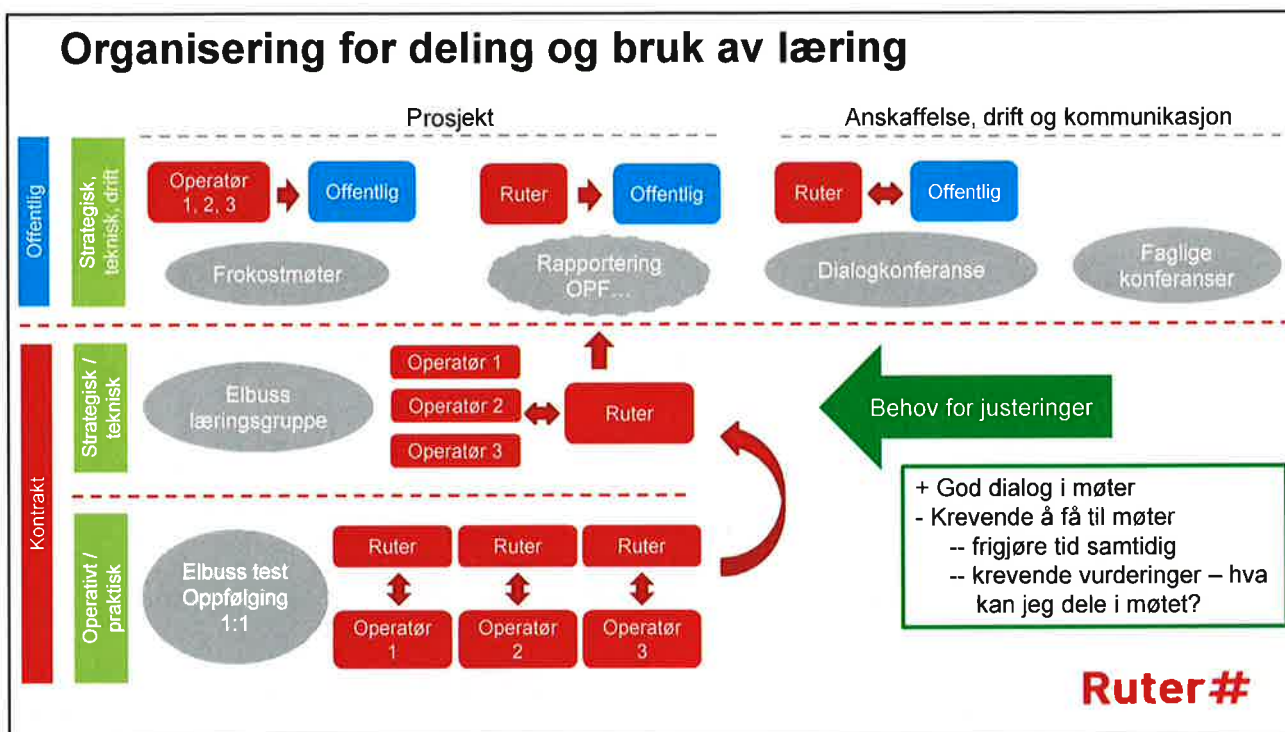 Organisering for deling og bruk av læring
Prosjekt
Anskaffelse, drift og kommunikasjon
Offentlig
Strategisk,
teknisk, drift
Operatør
1, 2, 3
Offentlig
Ruter
Offentlig
Ruter
Offentlig
Frokostmøter
Rapportering
OPF...
Dialogkonferanse
Faglige
konferanser
Kontrakt
Strategisk /
teknisk
Elbuss
læringsgruppe
Operatør 1
Operatør 2
Operatør 3
Ruter
Behov for justeringer
+ God dialog i møter
- Krevende å få til møter
-- frigjøre tid samtidig
-- krevende vurderinger – hva
kan jeg dele i møtet?
Operativt /
praktisk
Elbuss test
Oppfølging
1:1
Ruter
Ruter
Ruter
Operatør
1
Operatør
2
Operatør
3
Ruter#